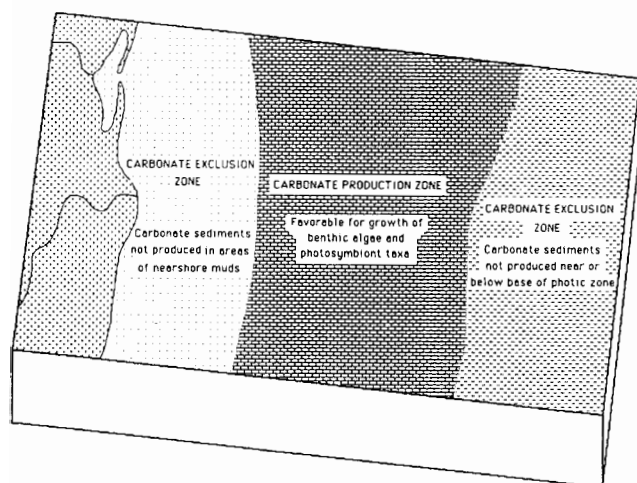 CARBONATE EXCLUSION
ZONE
Carbonate sediments
not produced in areas
of nearshore muds
CARBONATE PRODUCTION ZONE
Favorable for growth of
benthic algae and
photosymbiont taxa
CARBONATE EXCLUSION
ZONE
Carbonate sediments
not produced near or
below base of photic zone